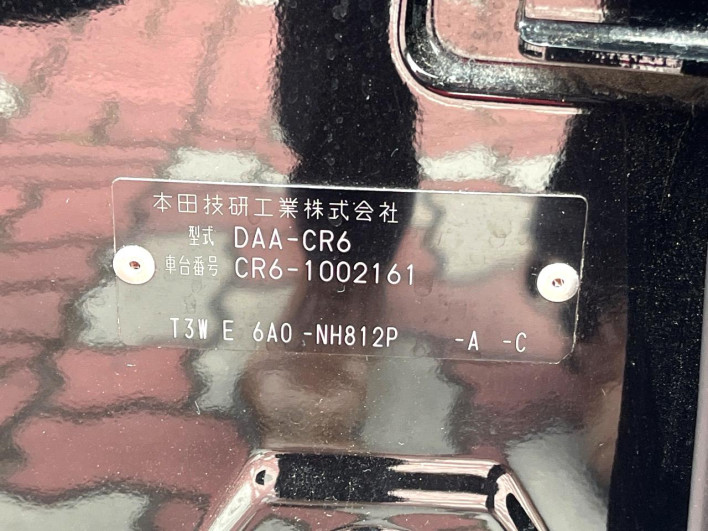 本田技研工業株式会社
型式 DAA-CR6
車台番号 CR6-1002161
T3W E 6A0 -NH812P -A -C